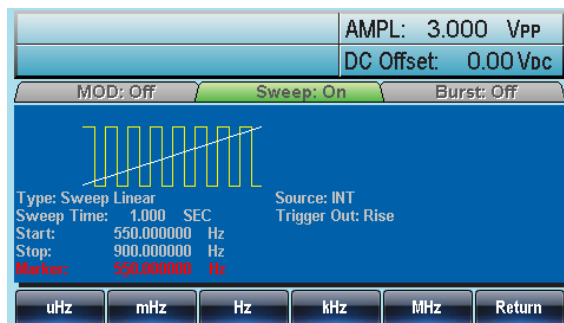 AMPL: 3.000 VPP
DC Offset: 0.00 VDC
MOD: Off Sweep: On Burst: Off
Type: Sweep Linear Source: INT
Sweep Time: 1.000 SEC Trigger Out: Rise
Start: 550.000000 Hz
Stop: 900.000000 Hz
Marker: 550.000000 Hz
uHz mHz Hz kHz MHz Return